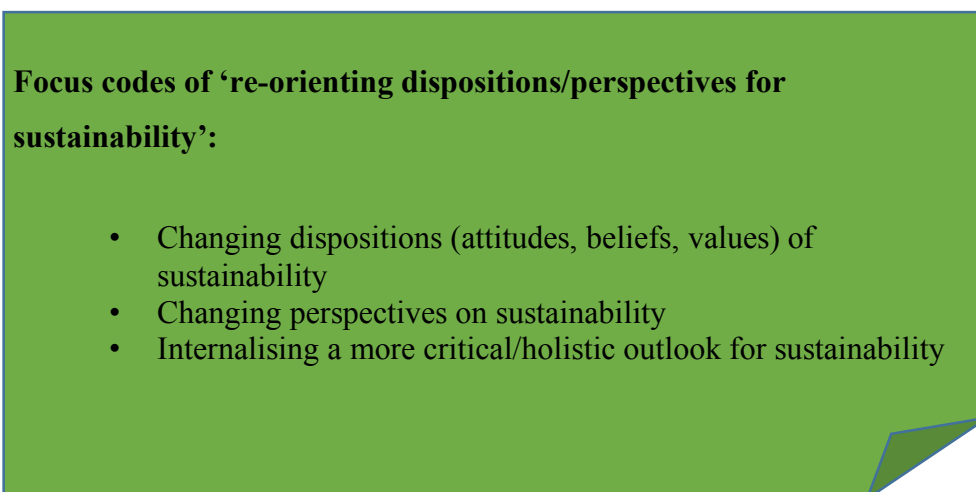 Focus codes of ‘re-orienting dispositions/perspectives for
sustainability’:
• Changing dispositions (attitudes, beliefs, values) of
sustainability
• Changing perspectives on sustainability
• Internalising a more critical/holistic outlook for sustainability